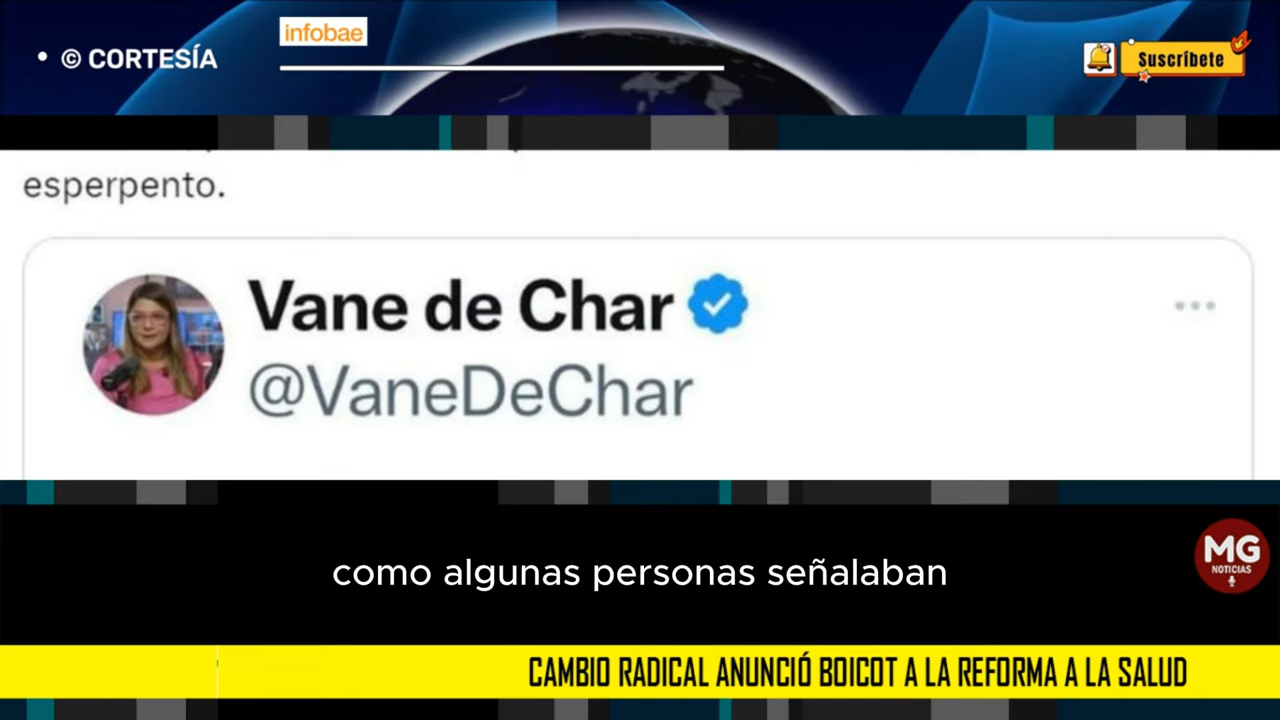 infobae
• © CORTESÍA
Suscríbete
esperpento.
Vane de Char
@VaneDeChar
como algunas personas señalaban
MG
NOTICIAS
CAMBIO RADICAL ANUNCIÓ BOICOT A LA REFORMA A LA SALUD